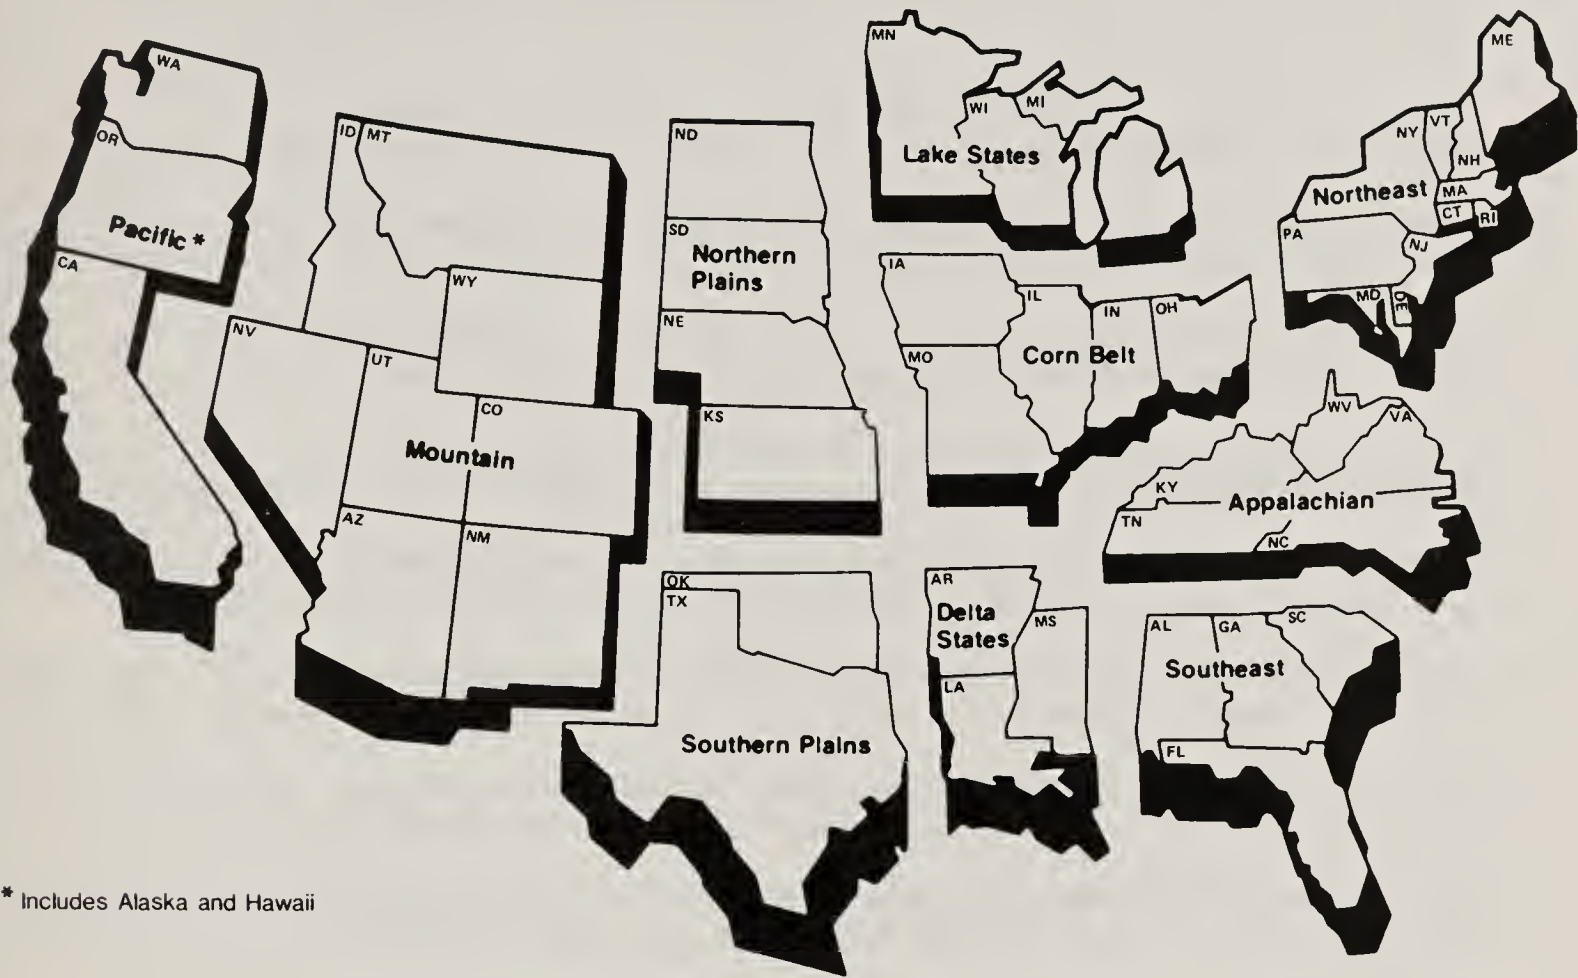 WA
OR
Pacific *
CA
ID
MT
WY
NV
UT
CO
Mountain
AZ
NM
ND
SD
Northern
Plains
NE
KS
OK
TX
Southern Plains
MN
WI
MI
Lake States
IA
IL
IN
OH
MO
Corn Belt
AR
Delta
States
MS
LA
ME
VT
NY
NH
Northeast
MA
CT
RI
PA
NJ
MD
DE
WV
VA
KY
Appalachian
TN
NC
AL
GA
SC
Southeast
FL
* Includes Alaska and Hawaii